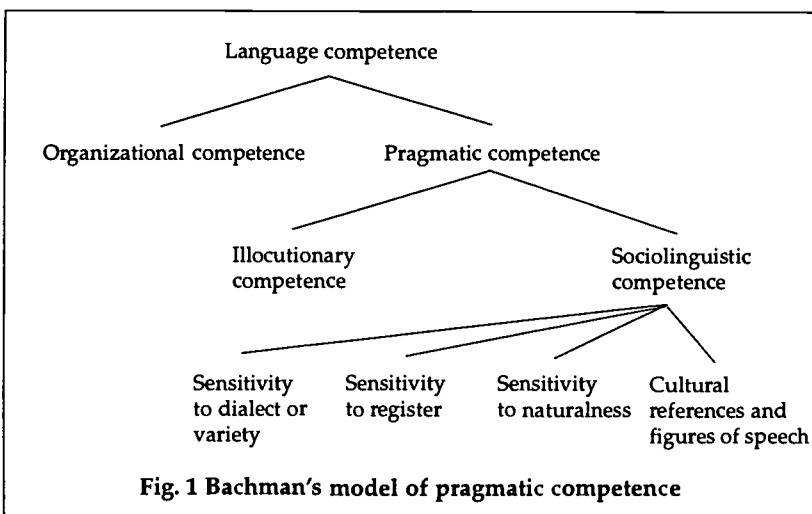 Language competence
Organizational competence Pragmatic competence
Illocutionary competence
Sociolinguistic competence
Sensitivity to dialect or variety
Sensitivity to register
Sensitivity to naturalness
Cultural references and figures of speech
Fig. 1 Bachman's model of pragmatic competence